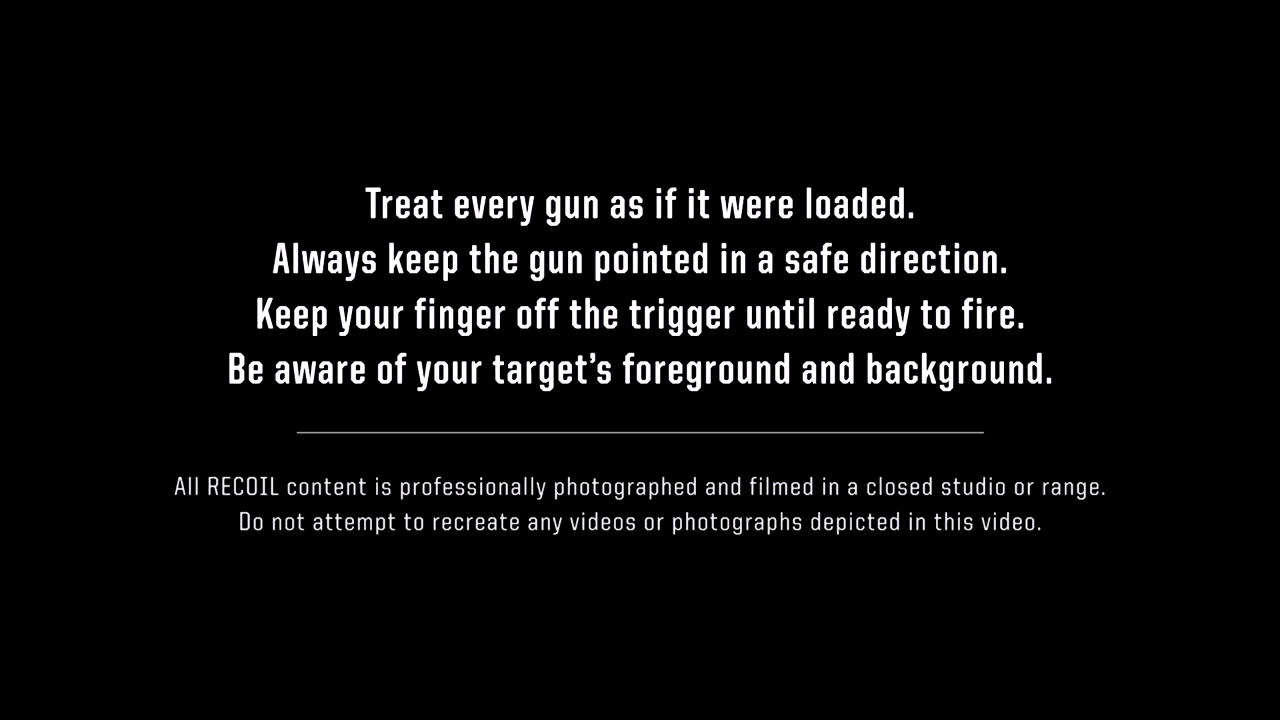 Treat every gun as if it were loaded.
Always keep the gun pointed in a safe direction.
Keep your finger off the trigger until ready to fire.
Be aware of your target’s foreground and background.
All RECOIL content is professionally photographed and filmed in a closed studio or range.
Do not attempt to recreate any videos or photographs depicted in this video.